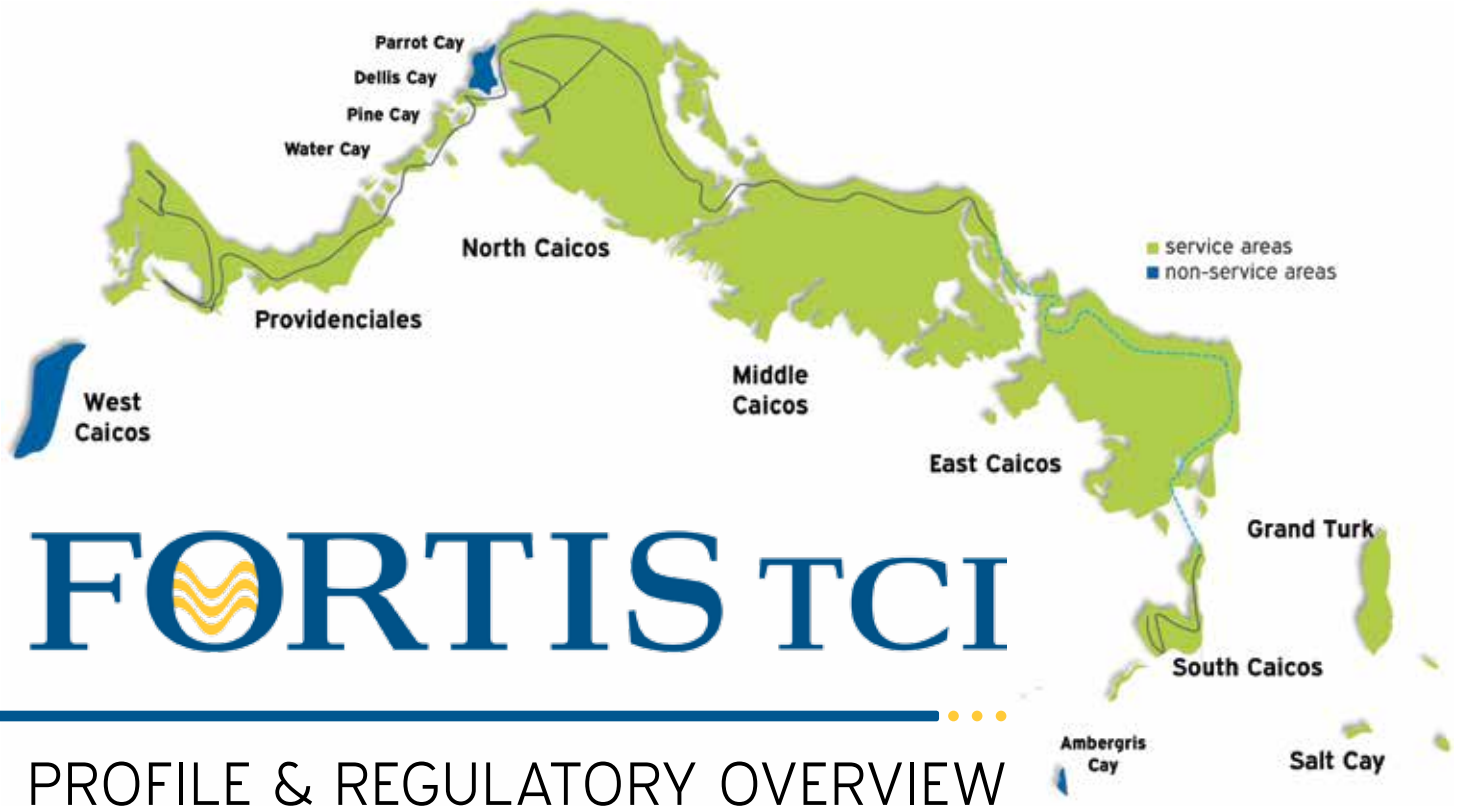 Parrot Cay
Dellis Cay
Pine Cay
Water Cay
North Caicos
service areas
non-service areas
Providenciales
West
Caicos
Middle
Caicos
East Caicos
Grand Turk
FORTIS TCI
South Caicos
Ambergris
Cay
Salt Cay
PROFILE & REGULATORY OVERVIEW